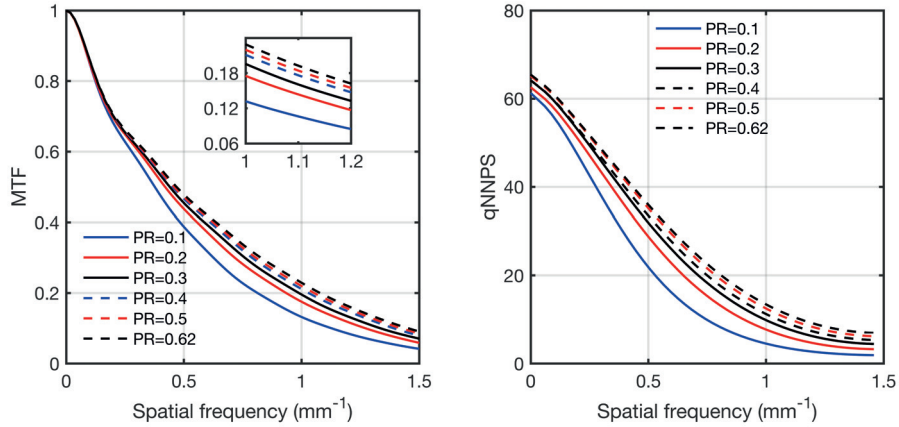 1
0.8
0.6
0.4
0.2
0
MTF
0 0.5 1 1.5
Spatial frequency (mm-1)
0.18
0.12
0.06
1 1.1 1.2
PR=0.1
PR=0.2
PR=0.3
PR=0.4
PR=0.5
PR=0.62
80
60
40
20
0
qNNPS
0 0.5 1 1.5
Spatial frequency (mm-1)
PR=0.1
PR=0.2
PR=0.3
PR=0.4
PR=0.5
PR=0.62